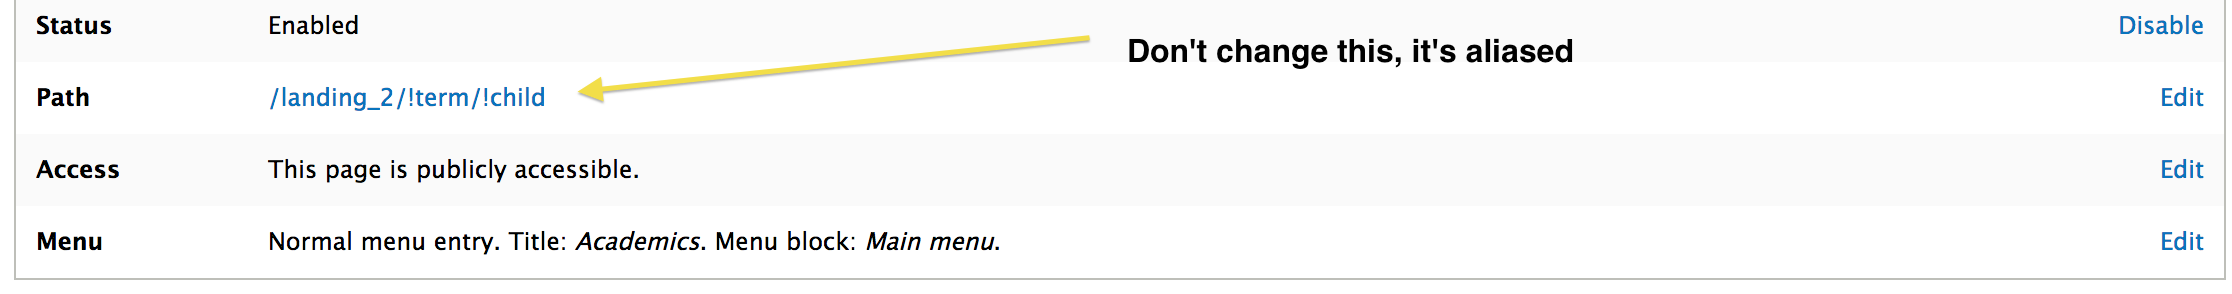 Status Enabled Disable
Don't change this, it's aliased
Path /landing_2/!term/!child Edit
Access This page is publicly accessible. Edit
Menu Normal menu entry. Title: Academics. Menu block: Main menu. Edit